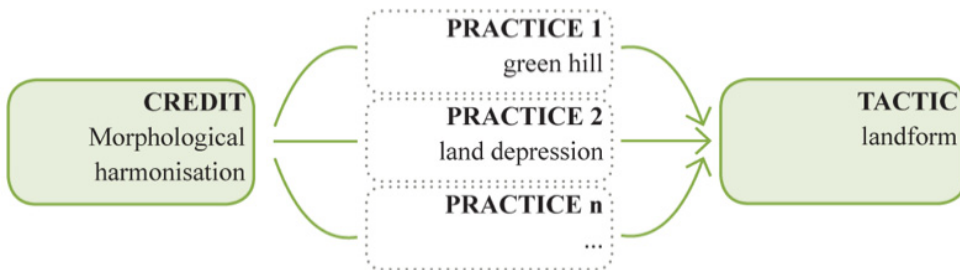 CREDIT
Morphological
harmonisation
PRACTICE 1
green hill
PRACTICE 2
land depression
PRACTICE n
...
TACTIC
landform